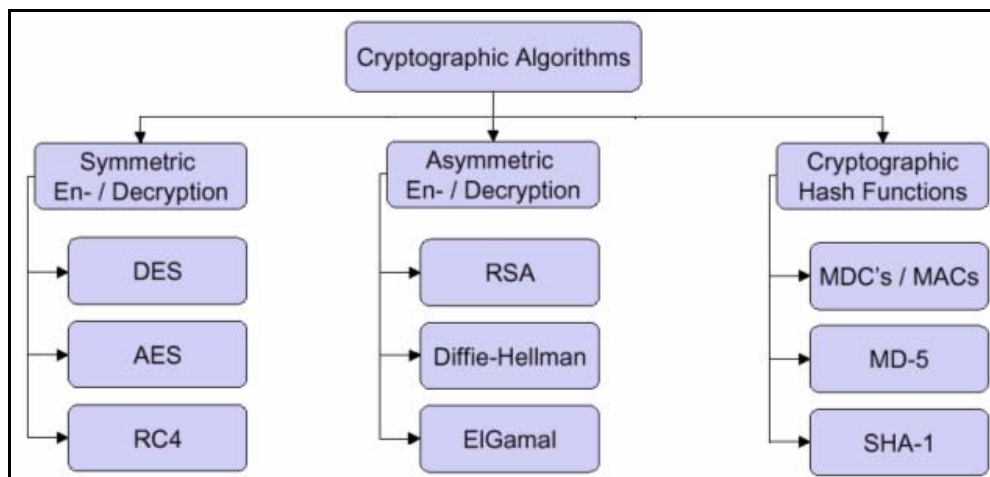 Cryptographic Algorithms
Symmetric
En- / Decryption
DES
AES
RC4
Asymmetric
En- / Decryption
RSA
Diffie-Hellman
ElGamal
Cryptographic
Hash Functions
MDC's / MACs
MD-5
SHA-1